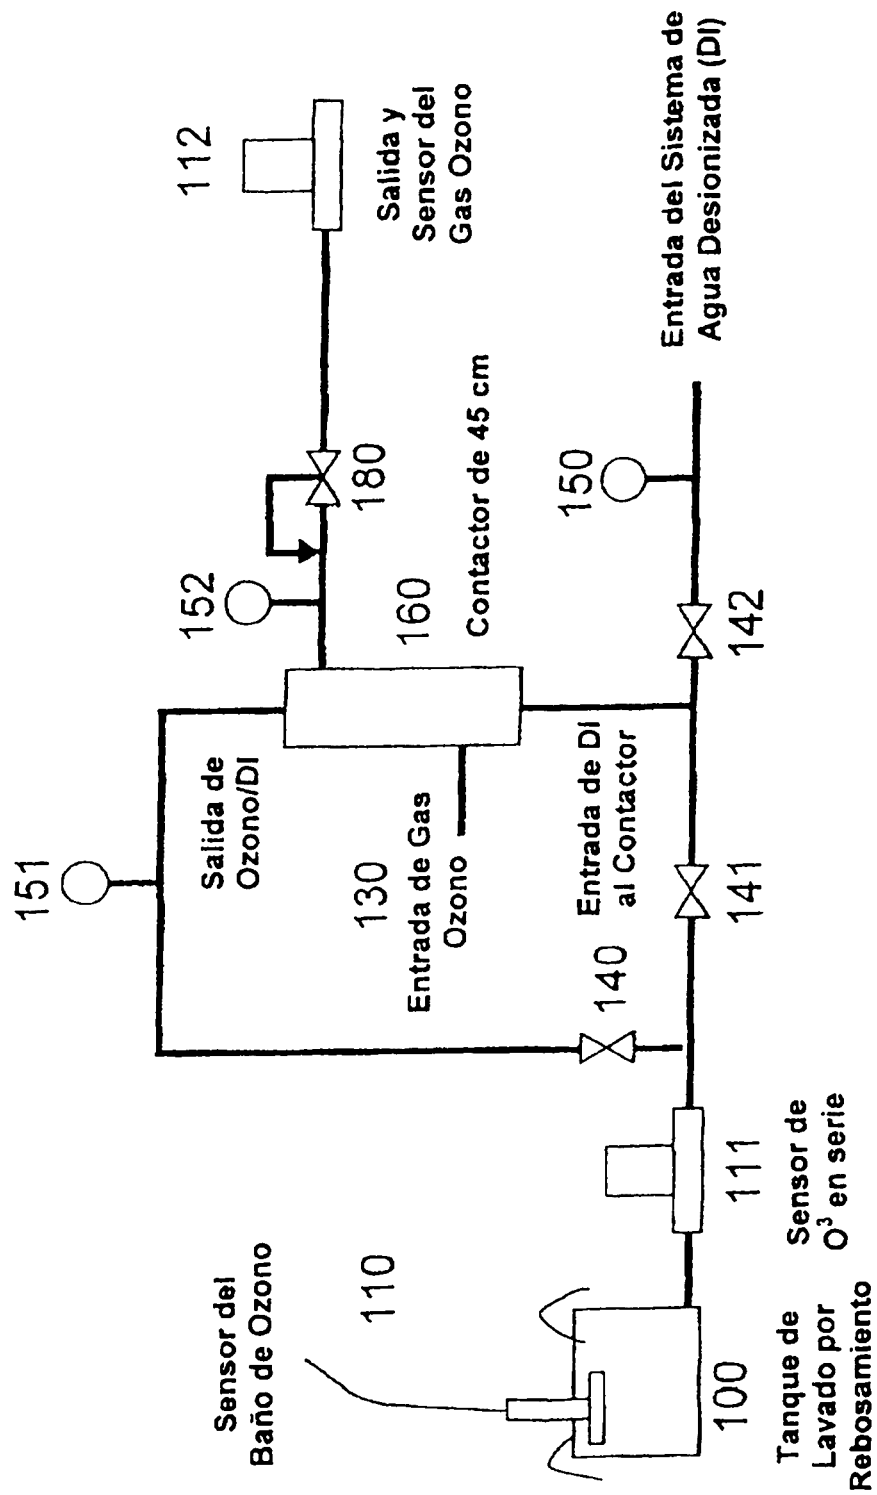 151
152
112
Salida de
Ozono/DI
180
Salida y
Sensor del
Gas Ozono
130
Entrada de Gas
Ozono
160
Contactor de 45 cm
Sensor del
Baño de Ozono
110
140
Entrada de DI
al Contactor
150
Entrada del Sistema de
Agua Desionizada (DI)
100
Tanque de
Lavado por
Rebosamiento
111
Sensor de
O³ en serie
141
142